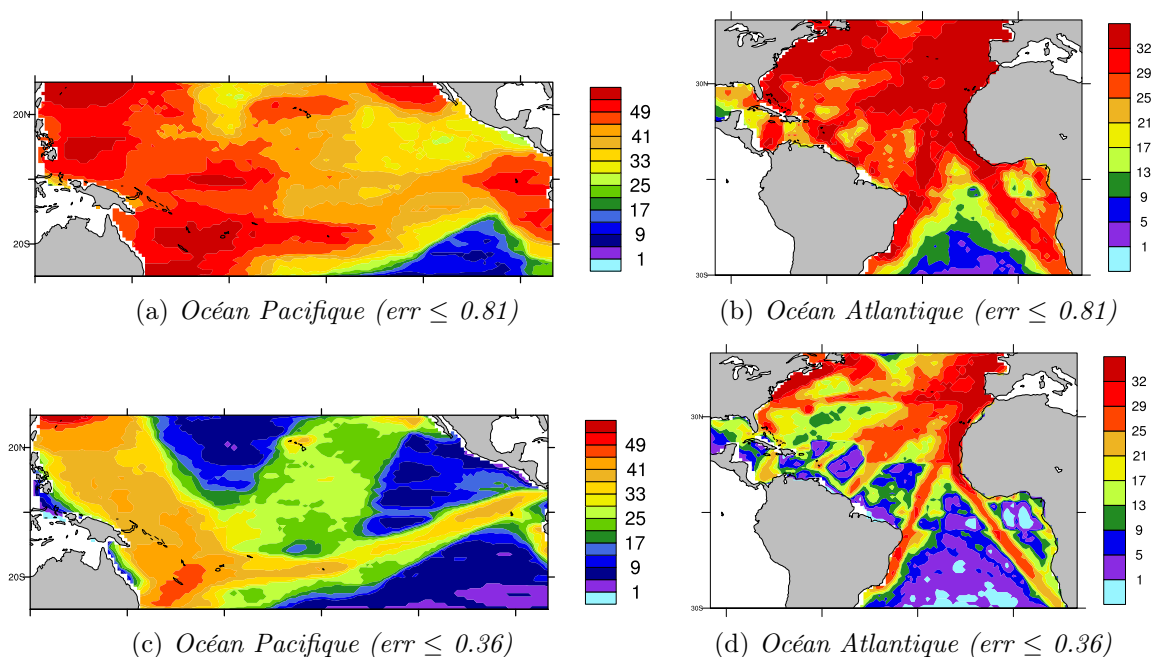 20N
20S
49
41
33
25
17
9
1
(a) Océan Pacifique (err ≤ 0.81)
30N
30S
32
29
25
21
17
13
9
5
1
(b) Océan Atlantique (err ≤ 0.81)
20N
20S
49
41
33
25
17
9
1
(c) Océan Pacifique (err ≤ 0.36)
30N
30S
32
29
25
21
17
13
9
5
1
(d) Océan Atlantique (err ≤ 0.36)